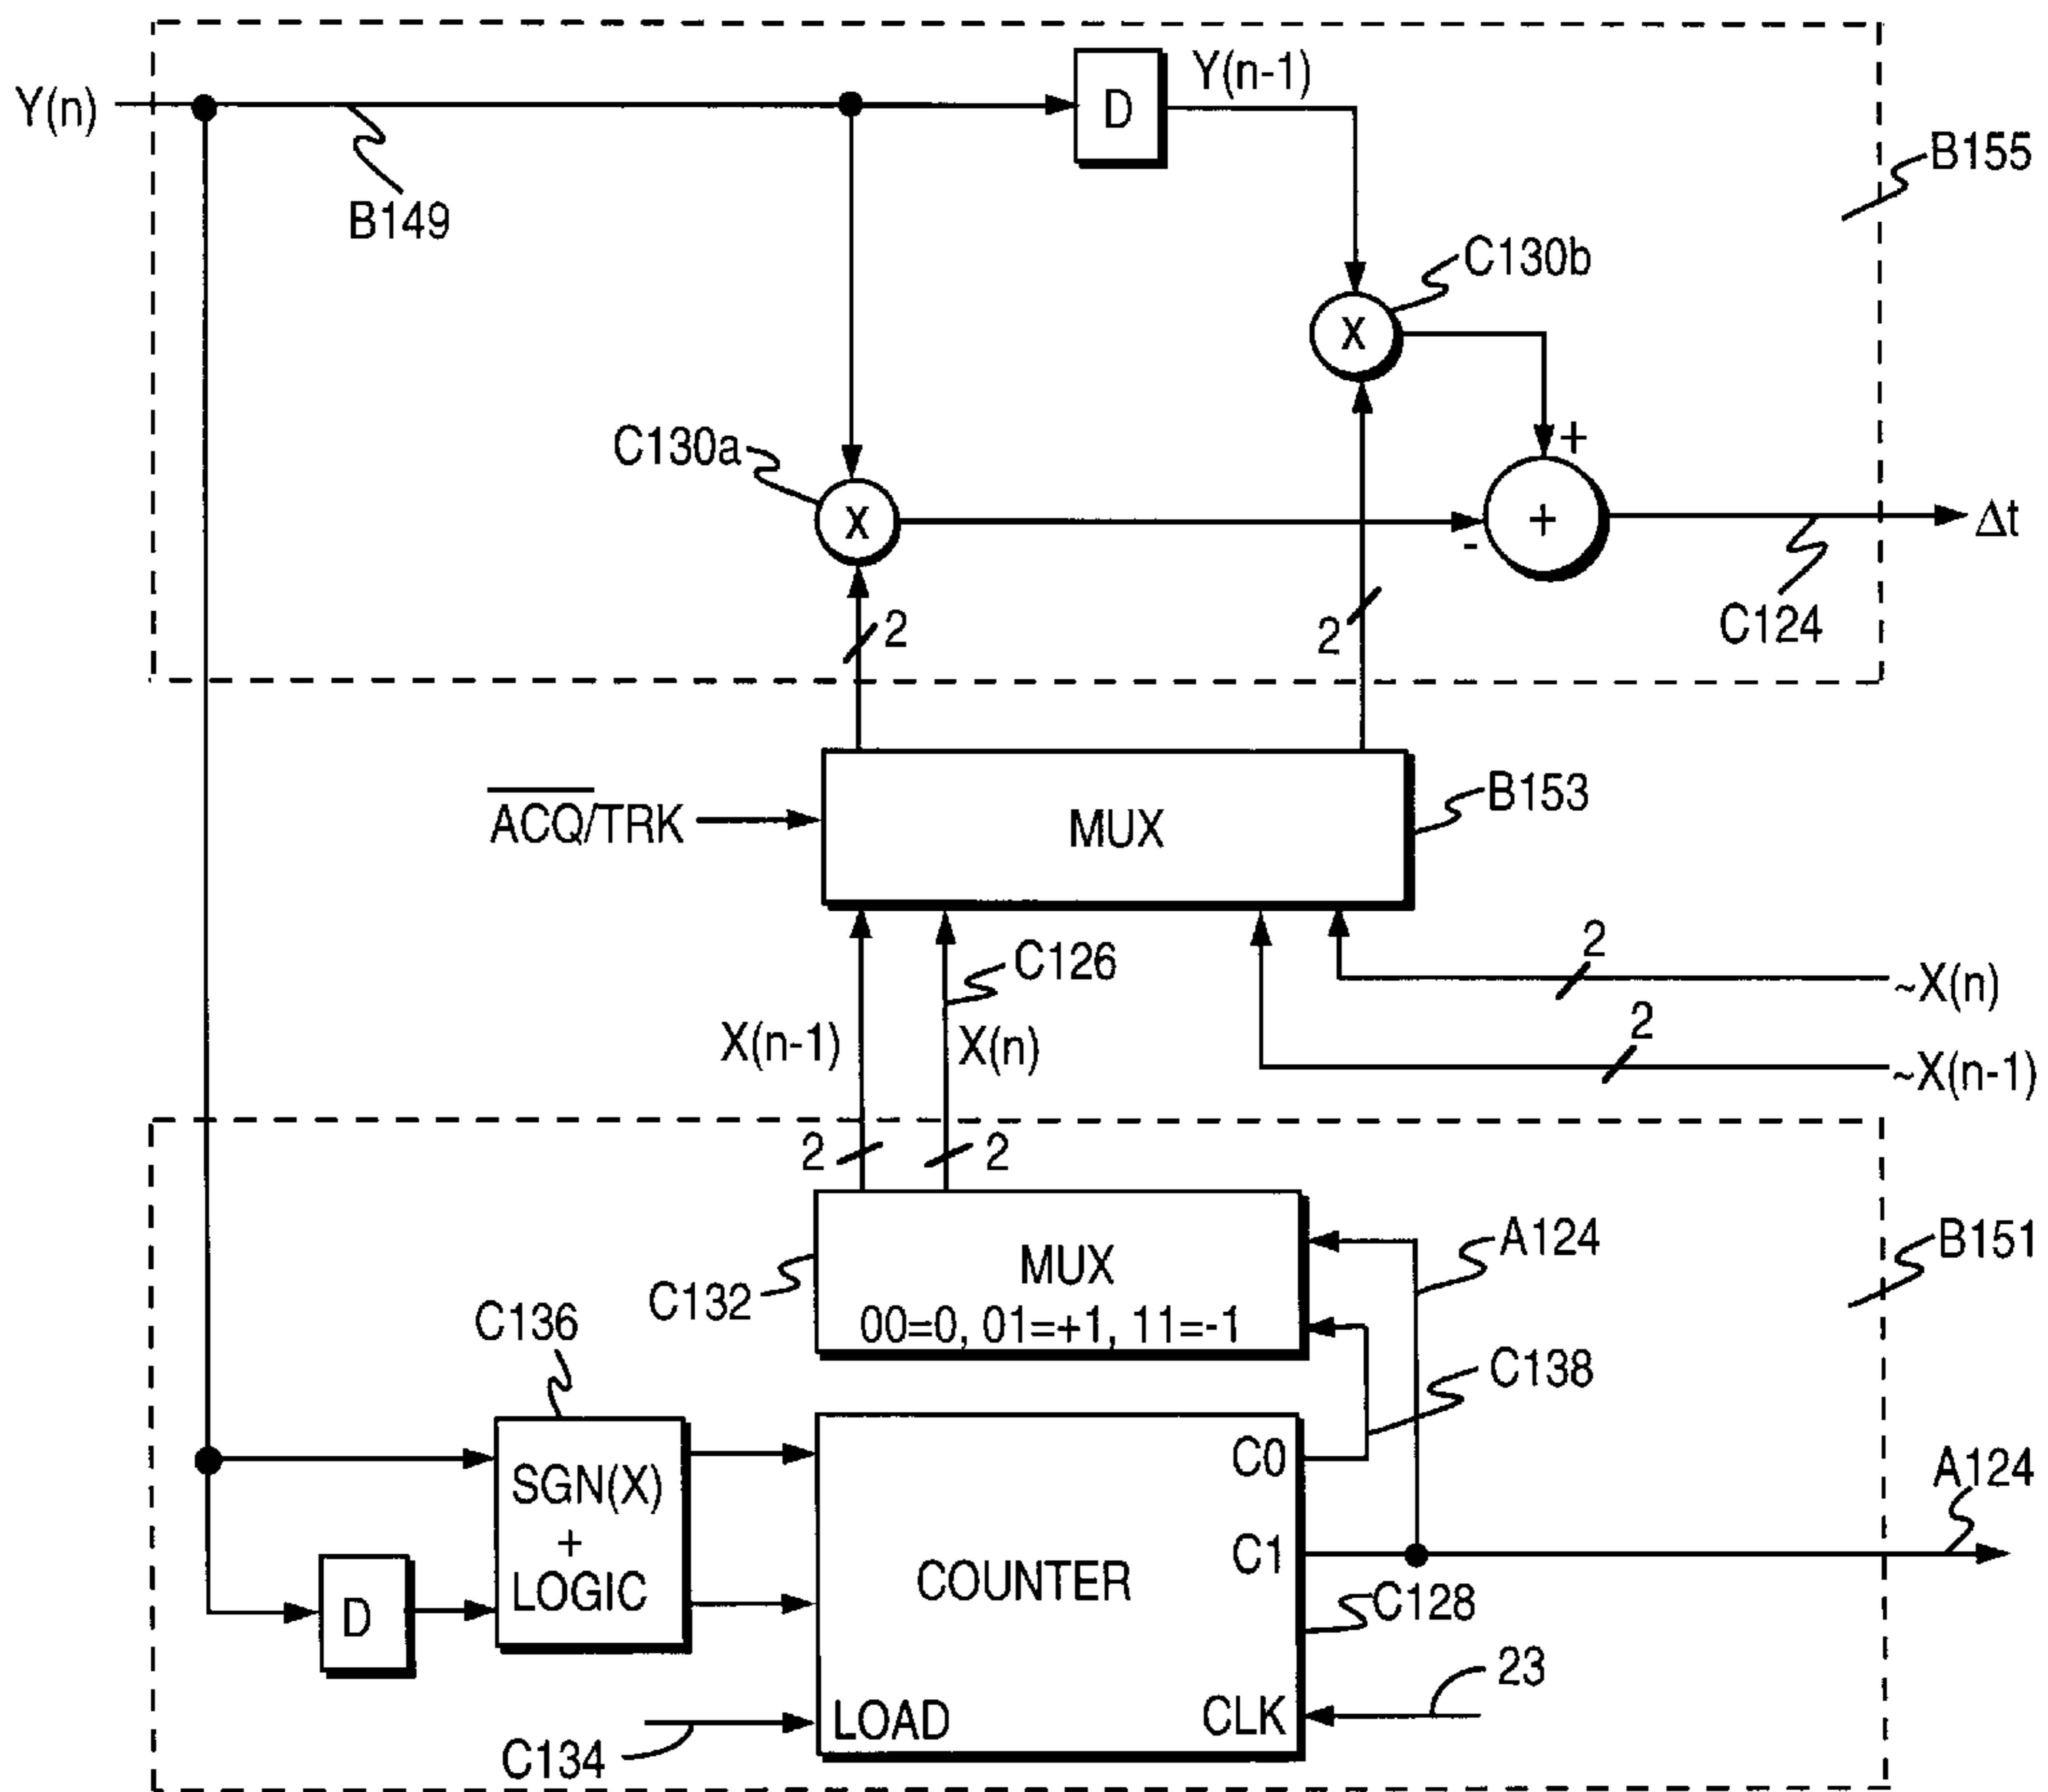 Y(n)
D
Y(n-1)
B155
B149
C130b
X
C130a
+
X
-
+
Δt
2
2
C124
ACQ/TRK
MUX
B153
C126
2
~X(n)
X(n-1)
X(n)
2
~X(n-1)
2
2
MUX
00=0, 01=+1, 11=-1
A124
B151
C132
C136
C138
SGN(X)
+
LOGIC
C0
A124
D
COUNTER
C1
C128
23
LOAD
CLK
C134